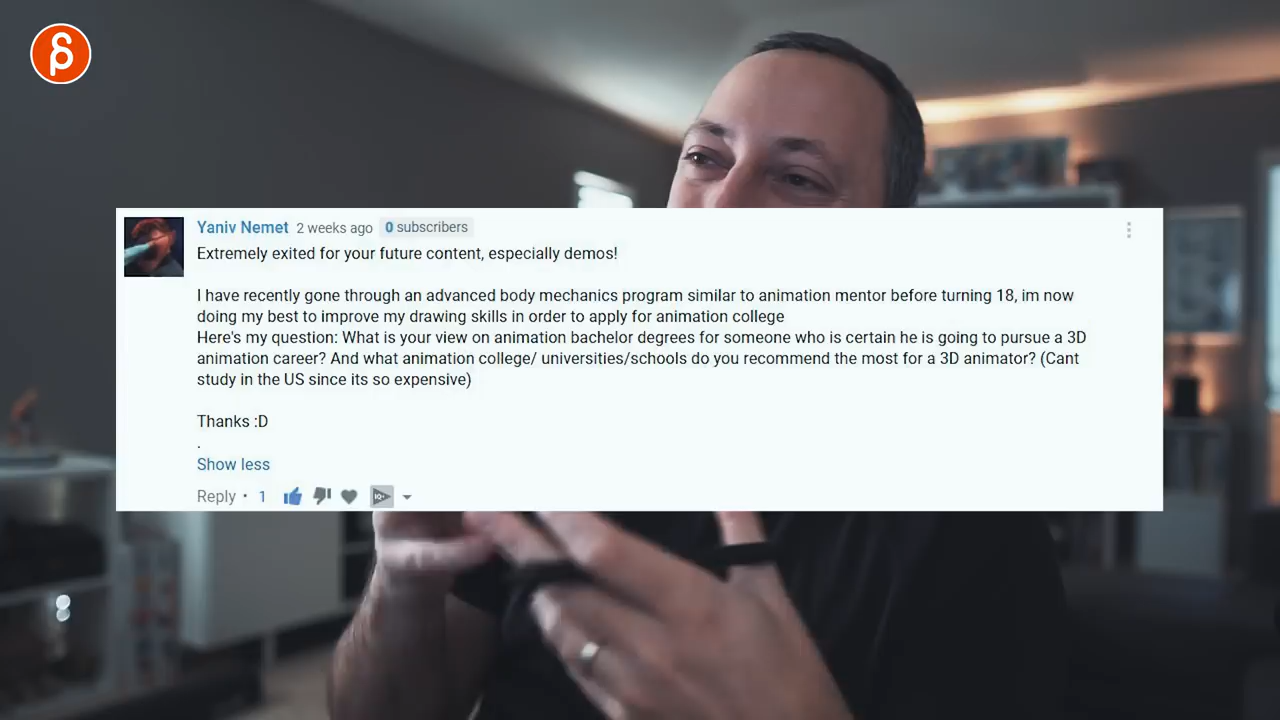 Yaniv Nemet 2 weeks ago 0 subscribers
Extremely exited for your future content, especially demos!
I have recently gone through an advanced body mechanics program similar to animation mentor before turning 18, im now
doing my best to improve my drawing skills in order to apply for animation college
Here's my question: What is your view on animation bachelor degrees for someone who is certain he is going to pursue a 3D
animation career? And what animation college/ universities/schools do you recommend the most for a 3D animator? (Cant
study in the US since its so expensive)
Thanks :D
.
Show less
Reply • 1